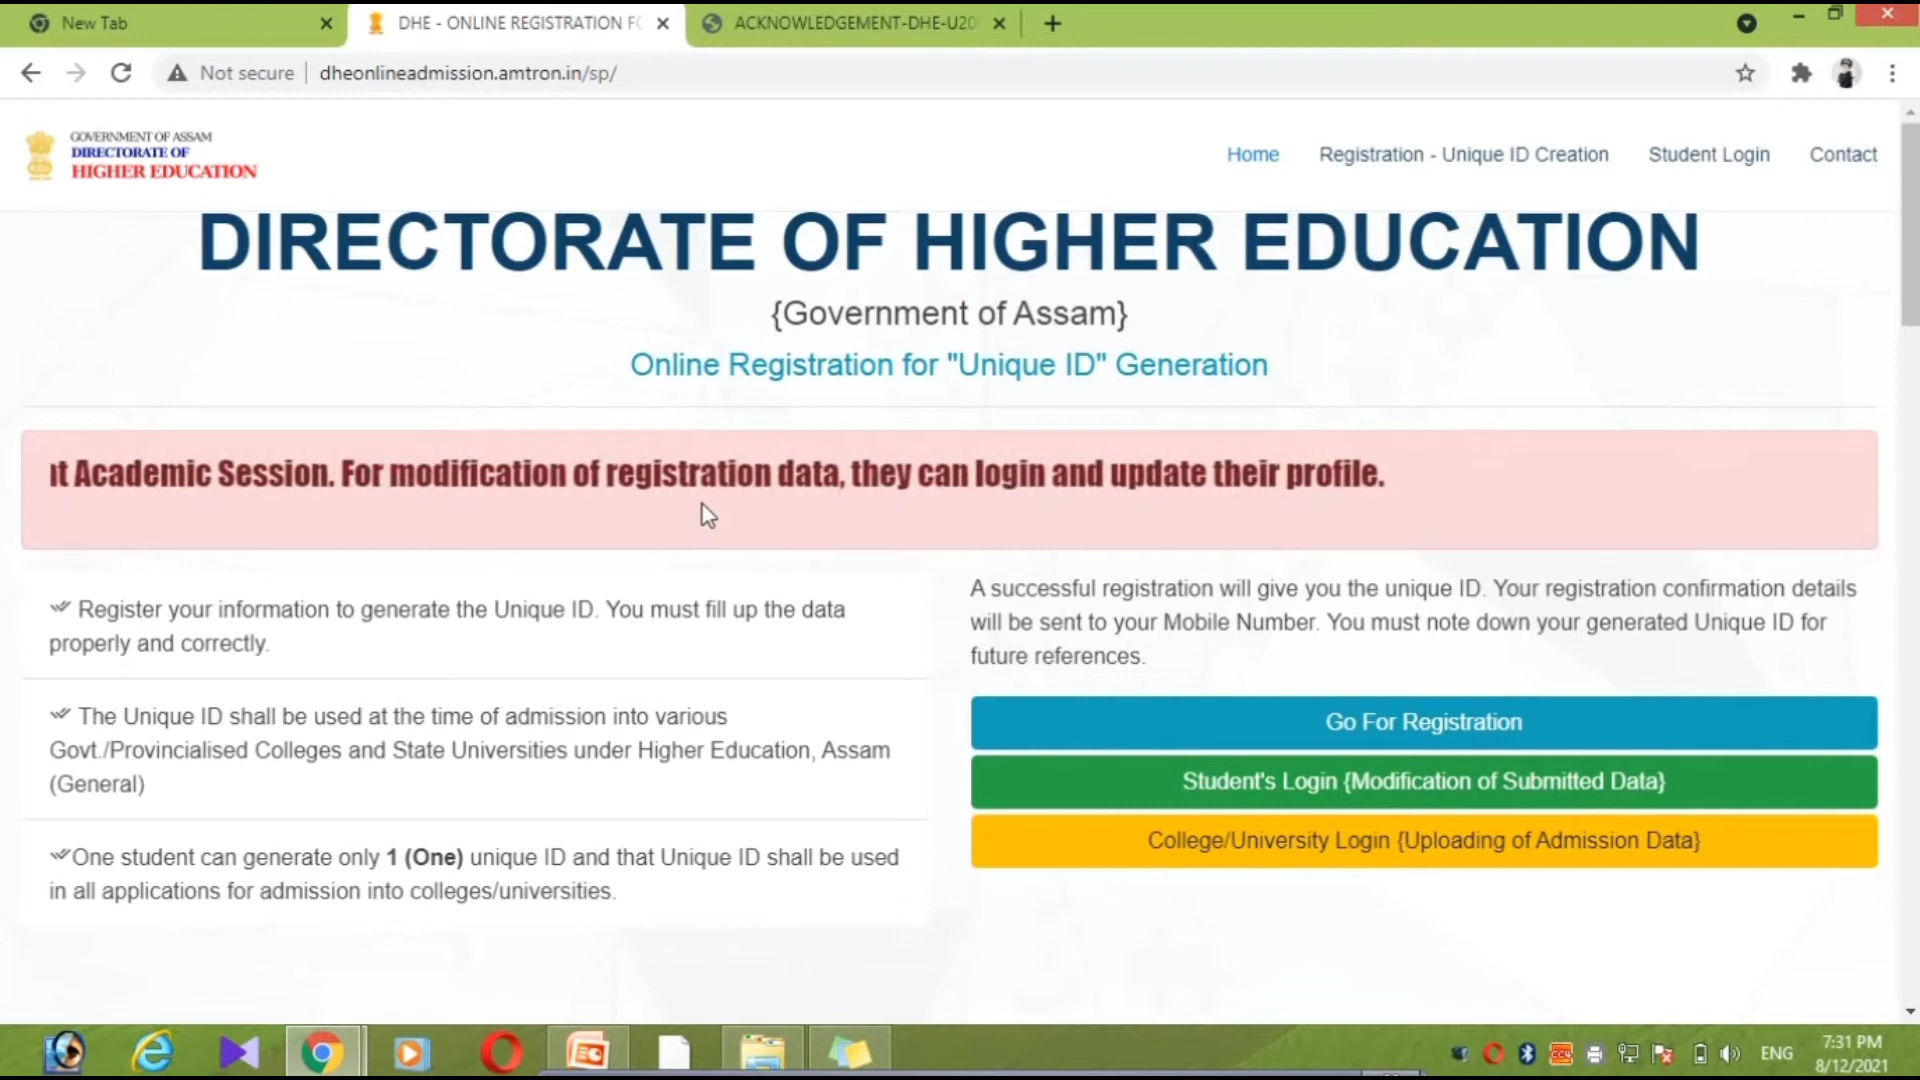 New Tab
DHE - ONLINE REGISTRATION FO
ACKNOWLEDGEMENT-DHE-U20
Not secure
dheonlineadmission.amtron.in/sp/
GOVERNMENT OF ASSAM
DIRECTORATE OF
HIGHER EDUCATION
Home
Registration - Unique ID Creation
Student Login
Contact
DIRECTORATE OF HIGHER EDUCATION
{Government of Assam}
Online Registration for "Unique ID" Generation
t Academic Session. For modification of registration data, they can login and update their profile.
Register your information to generate the Unique ID. You must fill up the data
properly and correctly.
The Unique ID shall be used at the time of admission into various
Govt./Provincialised Colleges and State Universities under Higher Education, Assam
(General)
One student can generate only 1 (One) unique ID and that Unique ID shall be used
in all applications for admission into colleges/universities.
A successful registration will give you the unique ID. Your registration confirmation details
will be sent to your Mobile Number. You must note down your generated Unique ID for
future references.
Go For Registration
Student's Login {Modification of Submitted Data}
College/University Login {Uploading of Admission Data}
ENG
7:31 PM
8/12/2021